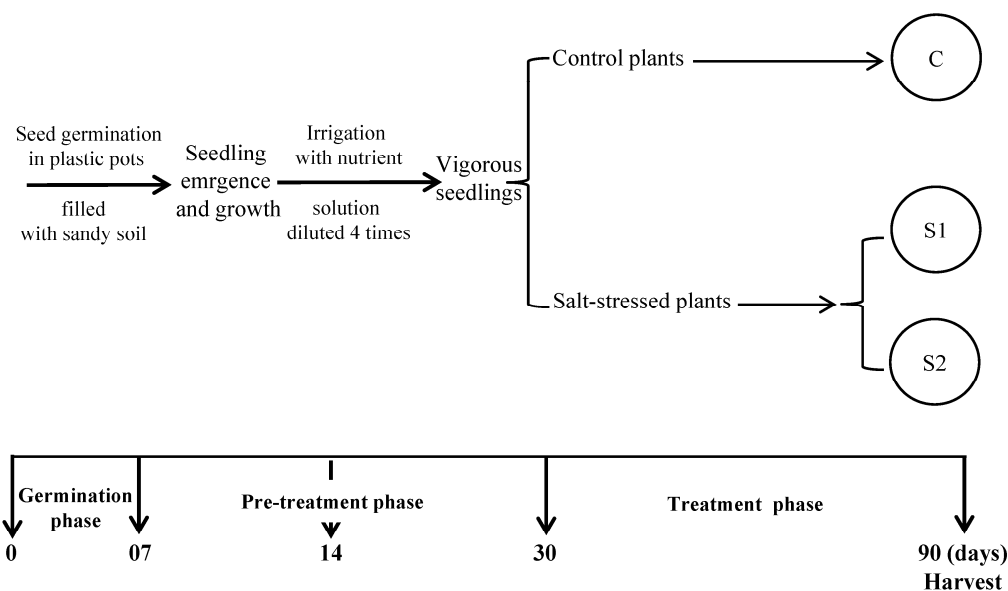 Seed germination
in plastic pots
filled
with sandy soil
Seedling
emrgence
and growth
Irrigation
with nutrient
solution
diluted 4 times
Vigorous
seedlings
Control plants
C
Salt-stressed plants
S1
S2
Germination
phase
Pre-treatment phase
Treatment phase
0
07
14
30
90 (days)
Harvest